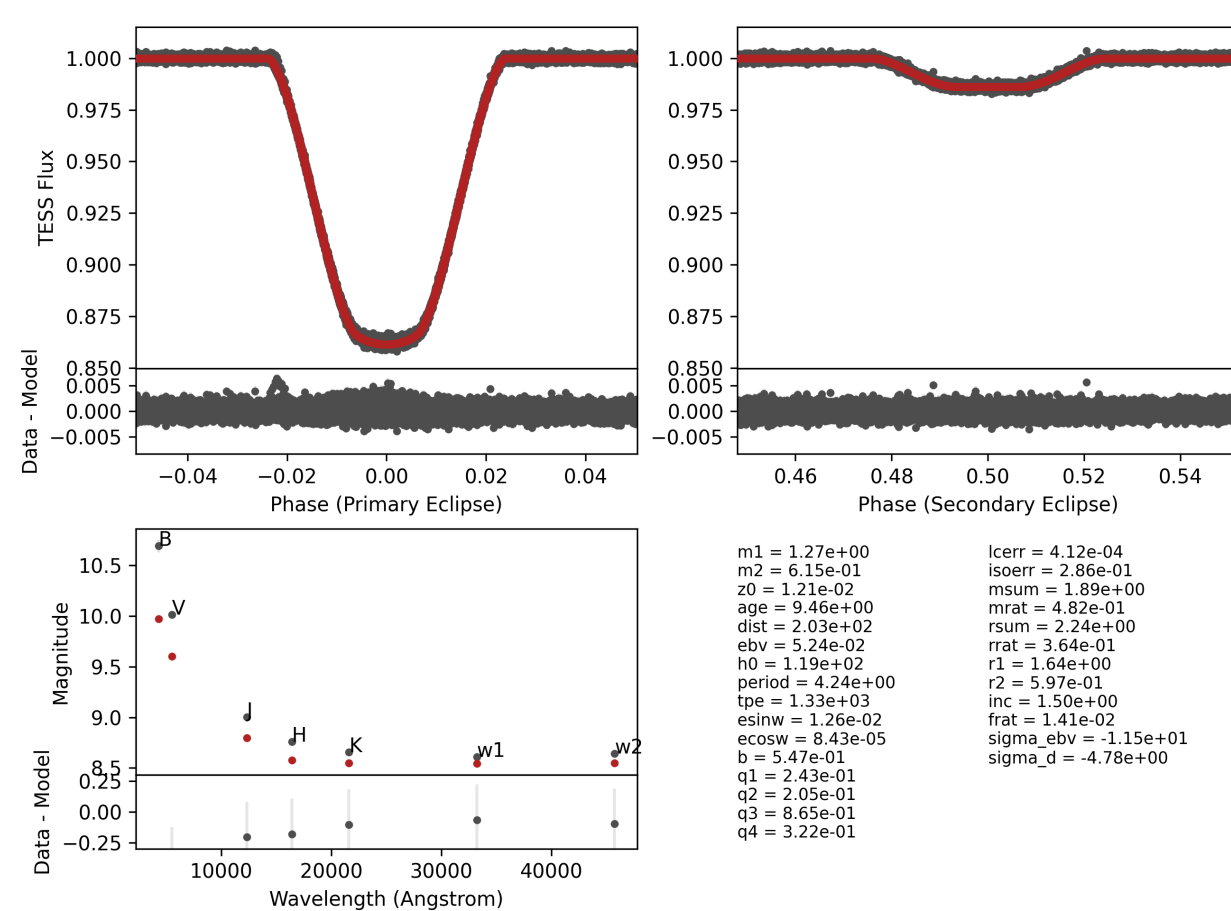 TESS Flux
1.000
0.975
0.950
0.925
0.900
0.875
0.850
1.000
0.975
0.950
0.925
0.900
0.875
0.850
Data - Model
0.005
0.000
−0.005
0.005
0.000
−0.005
−0.04 −0.02 0.00 0.02 0.04
Phase (Primary Eclipse)
0.46 0.48 0.50 0.52 0.54
Phase (Secondary Eclipse)
Magnitude
10.5
10.0
9.5
9.0
8.5
B
V
J
H
K
w1
w2
Data - Model
0.25
0.00
−0.25
10000 20000 30000 40000
Wavelength (Angstrom)
m1 = 1.27e+00
m2 = 6.15e-01
z0 = 1.21e-02
age = 9.46e+00
dist = 2.03e+02
ebv = 5.24e-02
h0 = 1.19e+02
period = 4.24e+00
tpe = 1.33e+03
esinw = 1.26e-02
ecosw = 8.43e-05
b = 5.47e-01
q1 = 2.43e-01
q2 = 2.05e-01
q3 = 8.65e-01
q4 = 3.22e-01
lcerr = 4.12e-04
isoerr = 2.86e-01
msum = 1.89e+00
mrat = 4.82e-01
rsum = 2.24e+00
rrat = 3.64e-01
r1 = 1.64e+00
r2 = 5.97e-01
inc = 1.50e+00
frat = 1.41e-02
sigma_ebv = -1.15e+01
sigma_d = -4.78e+00